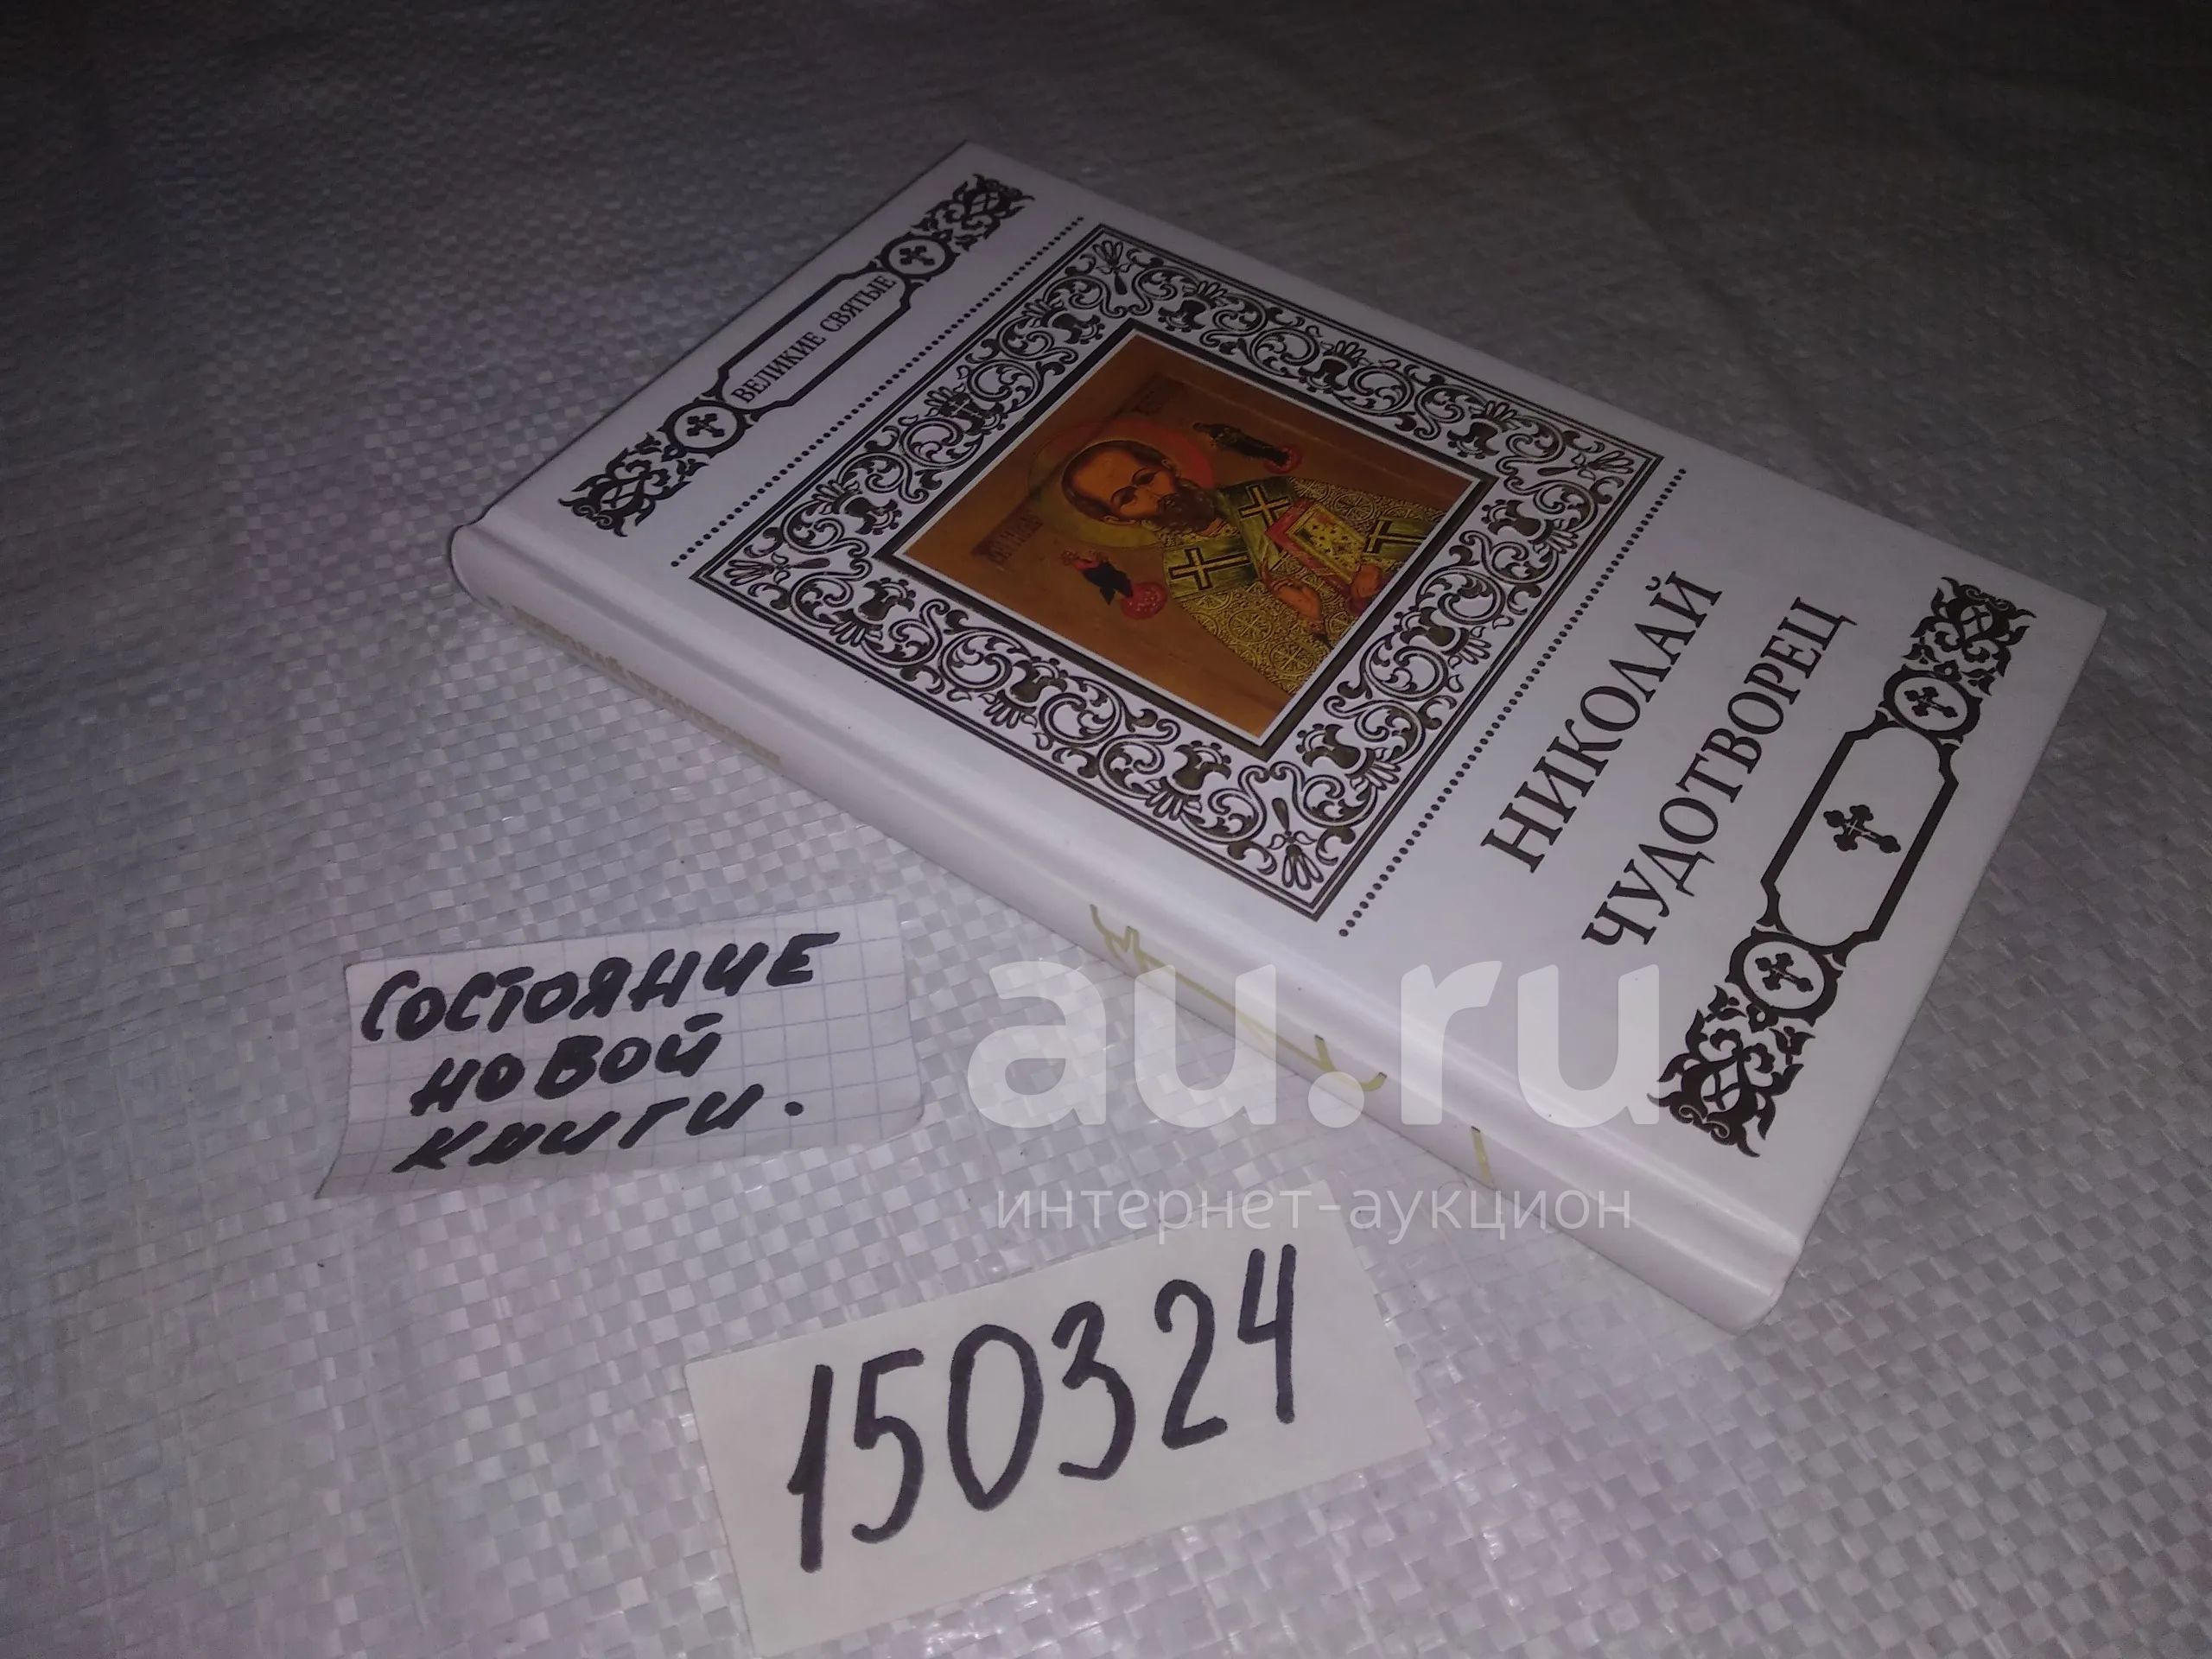 ВЕЛИКИЕ СВЯТЫЕ
НИКОЛАЙ
ЧУДОТВОРЕЦ
СОСТОЯНИЕ
НОВОЙ
КНИГИ.
au.ru
интернет-аукцион
150324